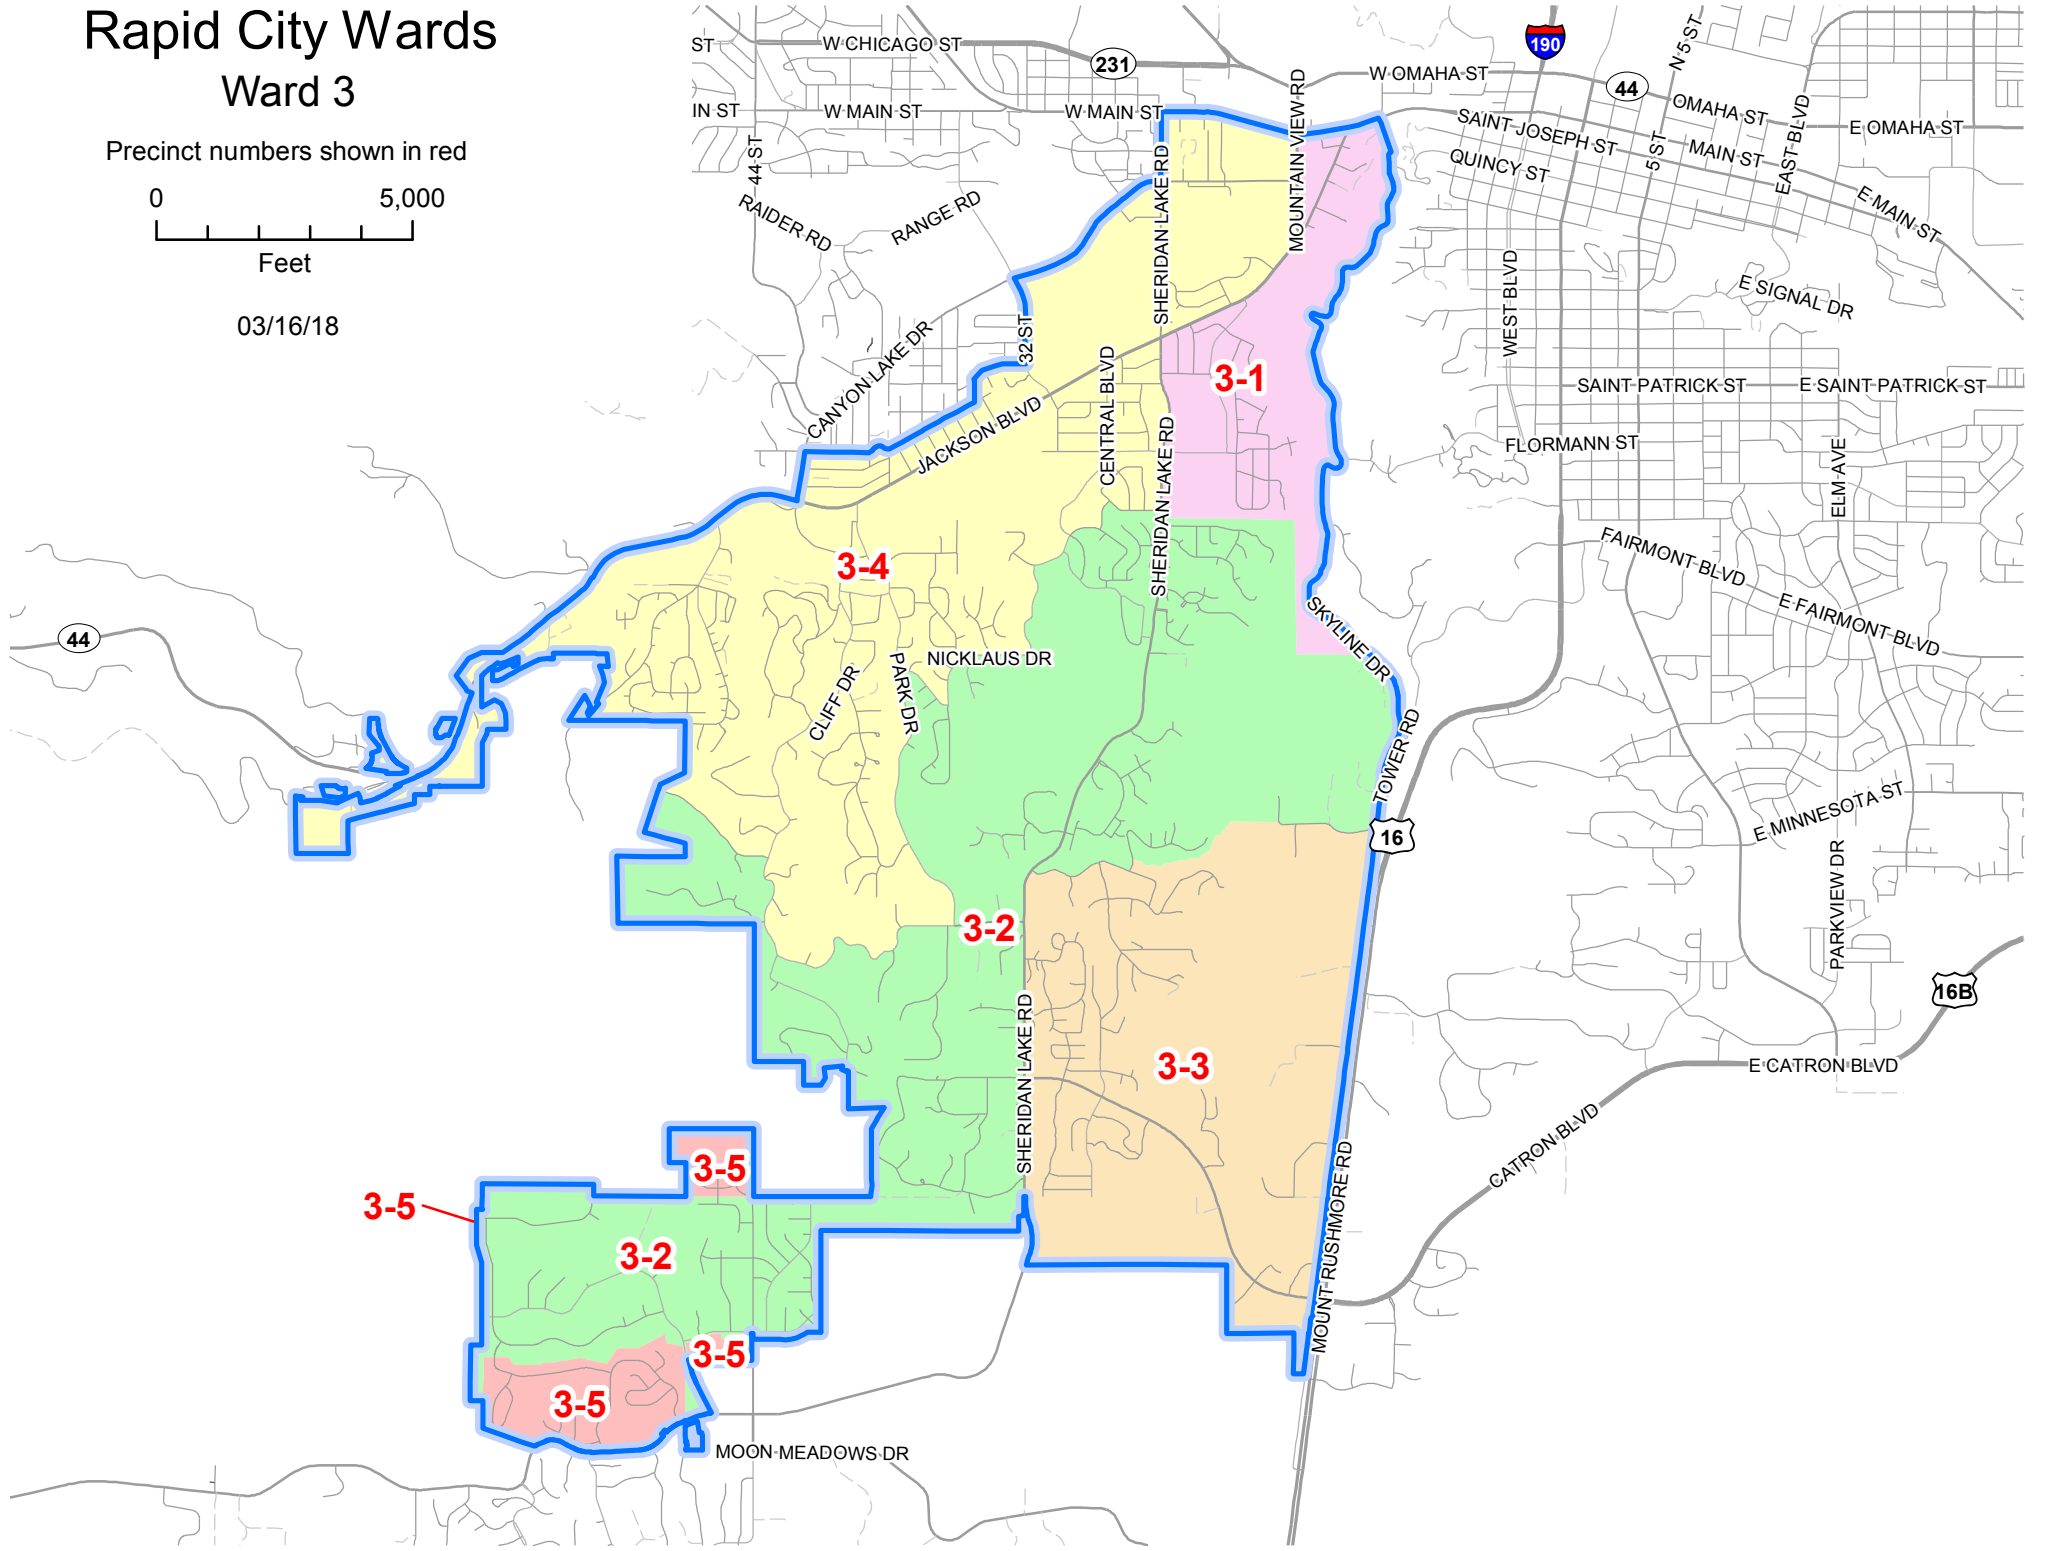 Rapid City Wards
Ward 3
Precinct numbers shown in red
0 5,000
Feet
03/16/18
ST
W CHICAGO ST
231
190
N 5 ST
W OMAHA ST
44
OMAHA ST
E OMAHA ST
IN ST
W MAIN ST
W MAIN ST
MOUNTAIN VIEW RD
SAINT JOSEPH ST
MAIN ST
EAST BLVD
QUINCY ST
5 ST
E MAIN ST
44 ST
RAIDER RD
RANGE RD
SHERIDAN LAKE RD
WEST BLVD
E SIGNAL DR
CANYON LAKE DR
32 ST
CENTRAL BLVD
3-1
SAINT PATRICK ST
E SAINT PATRICK ST
JACKSON BLVD
SHERIDAN LAKE RD
FLORMANN ST
ELM AVE
3-4
FAIRMONT BLVD
E FAIRMONT BLVD
44
SKYLINE DR
NICKLAUS DR
CLIFF DR
PARK DR
TOWER RD
16
E MINNESOTA ST
PARKVIEW DR
3-2
16B
SHERIDAN LAKE RD
3-3
E CATRON BLVD
CATRON BLVD
3-5
3-5
MOUNT RUSHMORE RD
3-2
3-5
3-5
MOON MEADOWS DR